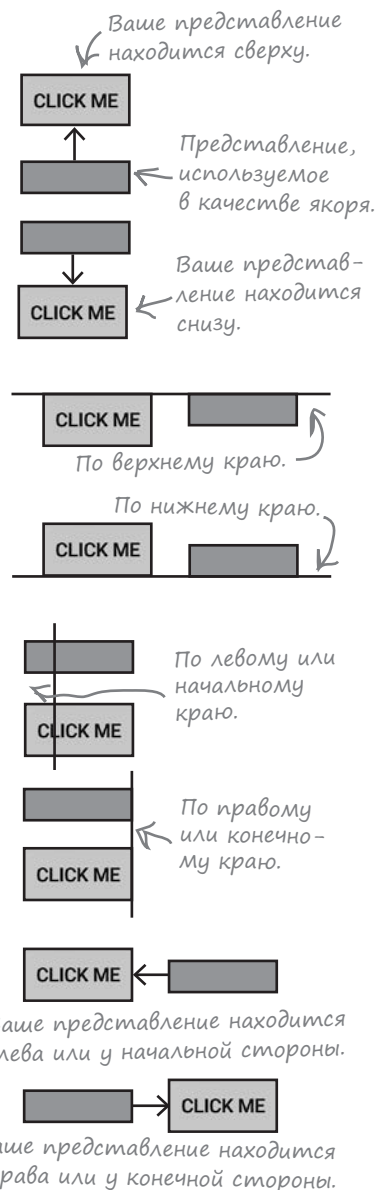 Ваше представление
находится сверху.
CLICK ME
Представление,
используемое
в качестве якоря.
Ваше представ-
ление находится
снизу.
CLICK ME
CLICK ME
По верхнему краю.
По нижнему краю.
CLICK ME
По левому или
начальному
краю.
CLICK ME
По правому
или конечно-
му краю.
CLICK ME
CLICK ME
аше представление находится
лева или у начальной стороны.
CLICK ME
аше представление находится
права или у конечной стороны.